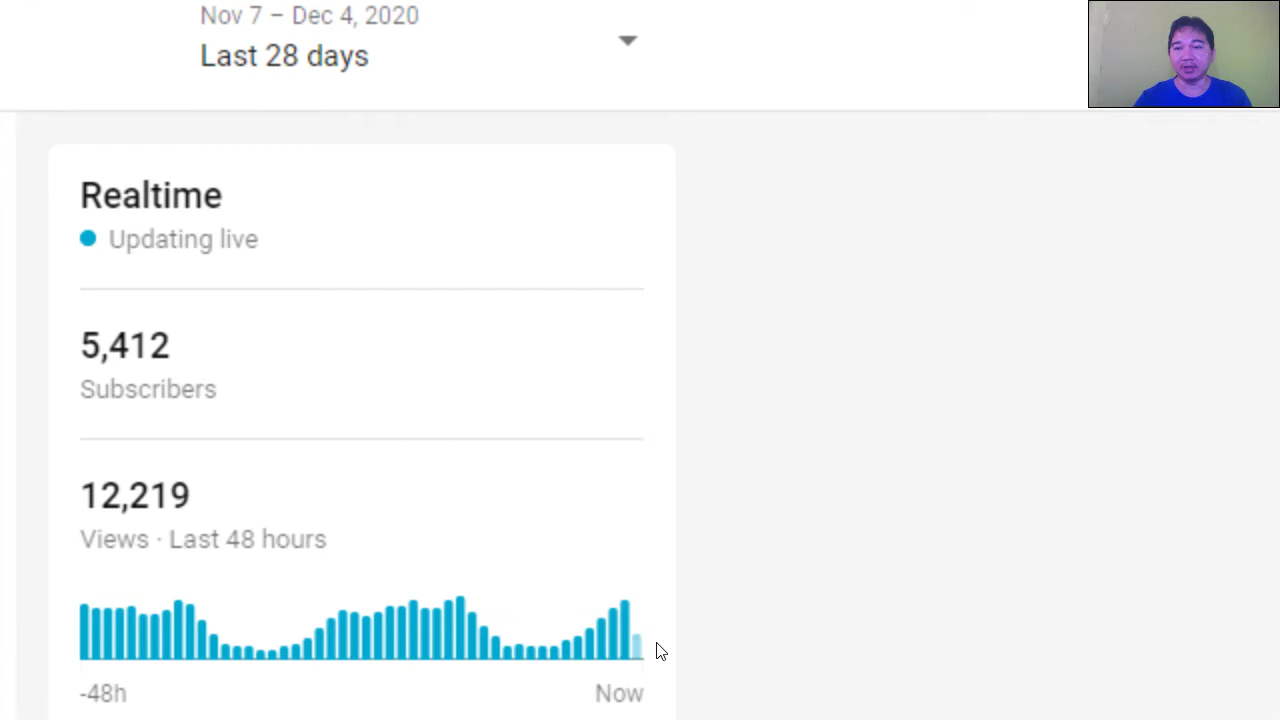 Nov 7 – Dec 4, 2020
Last 28 days
Realtime
Updating live
5,412
Subscribers
12,219
Views · Last 48 hours
-48h Now